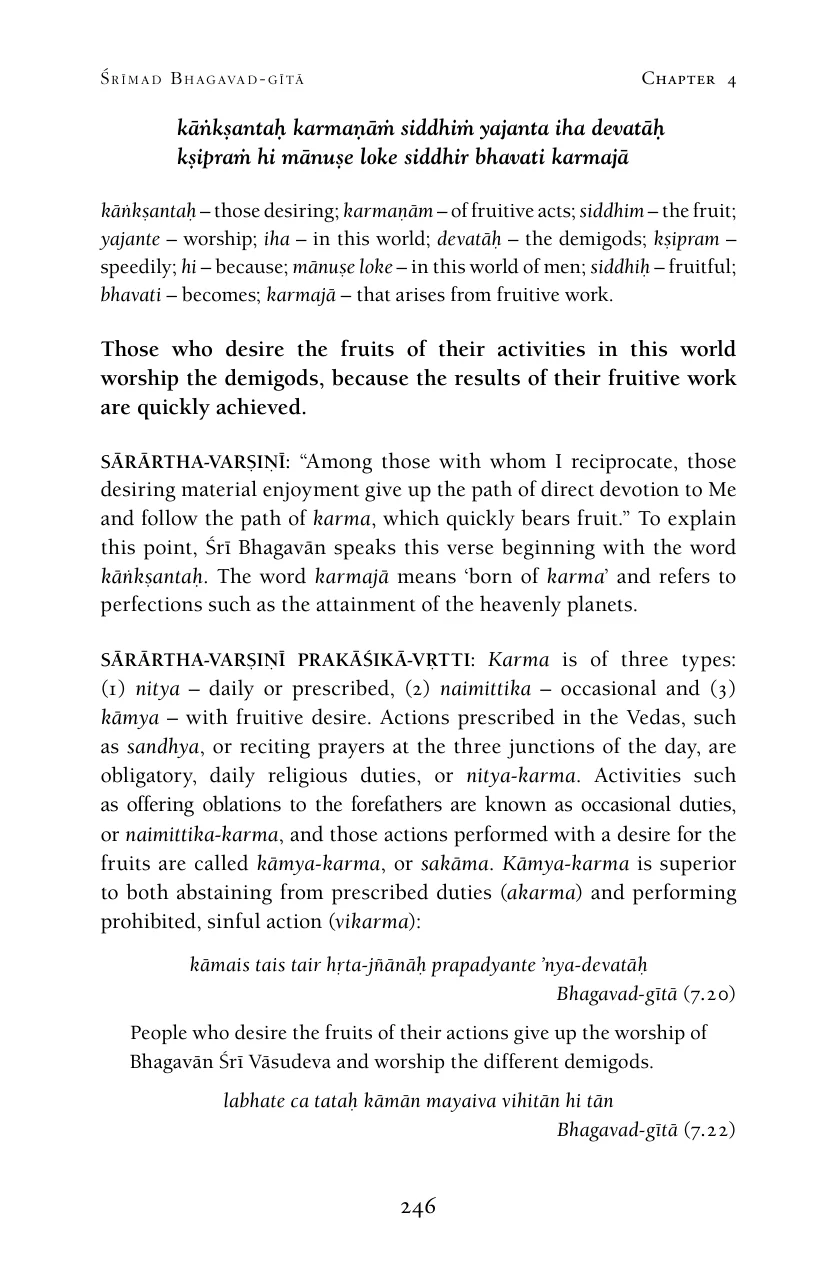 Śrīmad Bhagavad-gītā Chapter 4
kāṅkṣantaḥ karmaṇāṁ siddhiṁ yajanta iha devatāḥ
kṣipraṁ hi mānuṣe loke siddhir bhavati karmajā
kāṅkṣantaḥ – those desiring; karmaṇām – of fruitive acts; siddhim – the fruit;
yajante – worship; iha – in this world; devatāḥ – the demigods; kṣipram –
speedily; hi – because; mānuṣe loke – in this world of men; siddhiḥ – fruitful;
bhavati – becomes; karmajā – that arises from fruitive work.
Those who desire the fruits of their activities in this world
worship the demigods, because the results of their fruitive work
are quickly achieved.
SĀRĀRTHA-VARṢIṆĪ: “Among those with whom I reciprocate, those
desiring material enjoyment give up the path of direct devotion to Me
and follow the path of karma, which quickly bears fruit.” To explain
this point, Śrī Bhagavān speaks this verse beginning with the word
kāṅkṣantaḥ. The word karmajā means ‘born of karma’ and refers to
perfections such as the attainment of the heavenly planets.
SĀRĀRTHA-VARṢIṆĪ PRAKĀŚIKĀ-VṚTTI: Karma is of three types:
(1) nitya – daily or prescribed, (2) naimittika – occasional and (3)
kāmya – with fruitive desire. Actions prescribed in the Vedas, such
as sandhya, or reciting prayers at the three junctions of the day, are
obligatory, daily religious duties, or nitya-karma. Activities such
as offering oblations to the forefathers are known as occasional duties,
or naimittika-karma, and those actions performed with a desire for the
fruits are called kāmya-karma, or sakāma. Kāmya-karma is superior
to both abstaining from prescribed duties (akarma) and performing
prohibited, sinful action (vikarma):
kāmais tais tair hṛta-jñānāḥ prapadyante ’nya-devatāḥ
Bhagavad-gītā (7.20)
People who desire the fruits of their actions give up the worship of
Bhagavān Śrī Vāsudeva and worship the different demigods.
labhate ca tataḥ kāmān mayaiva vihitān hi tān
Bhagavad-gītā (7.22)
246